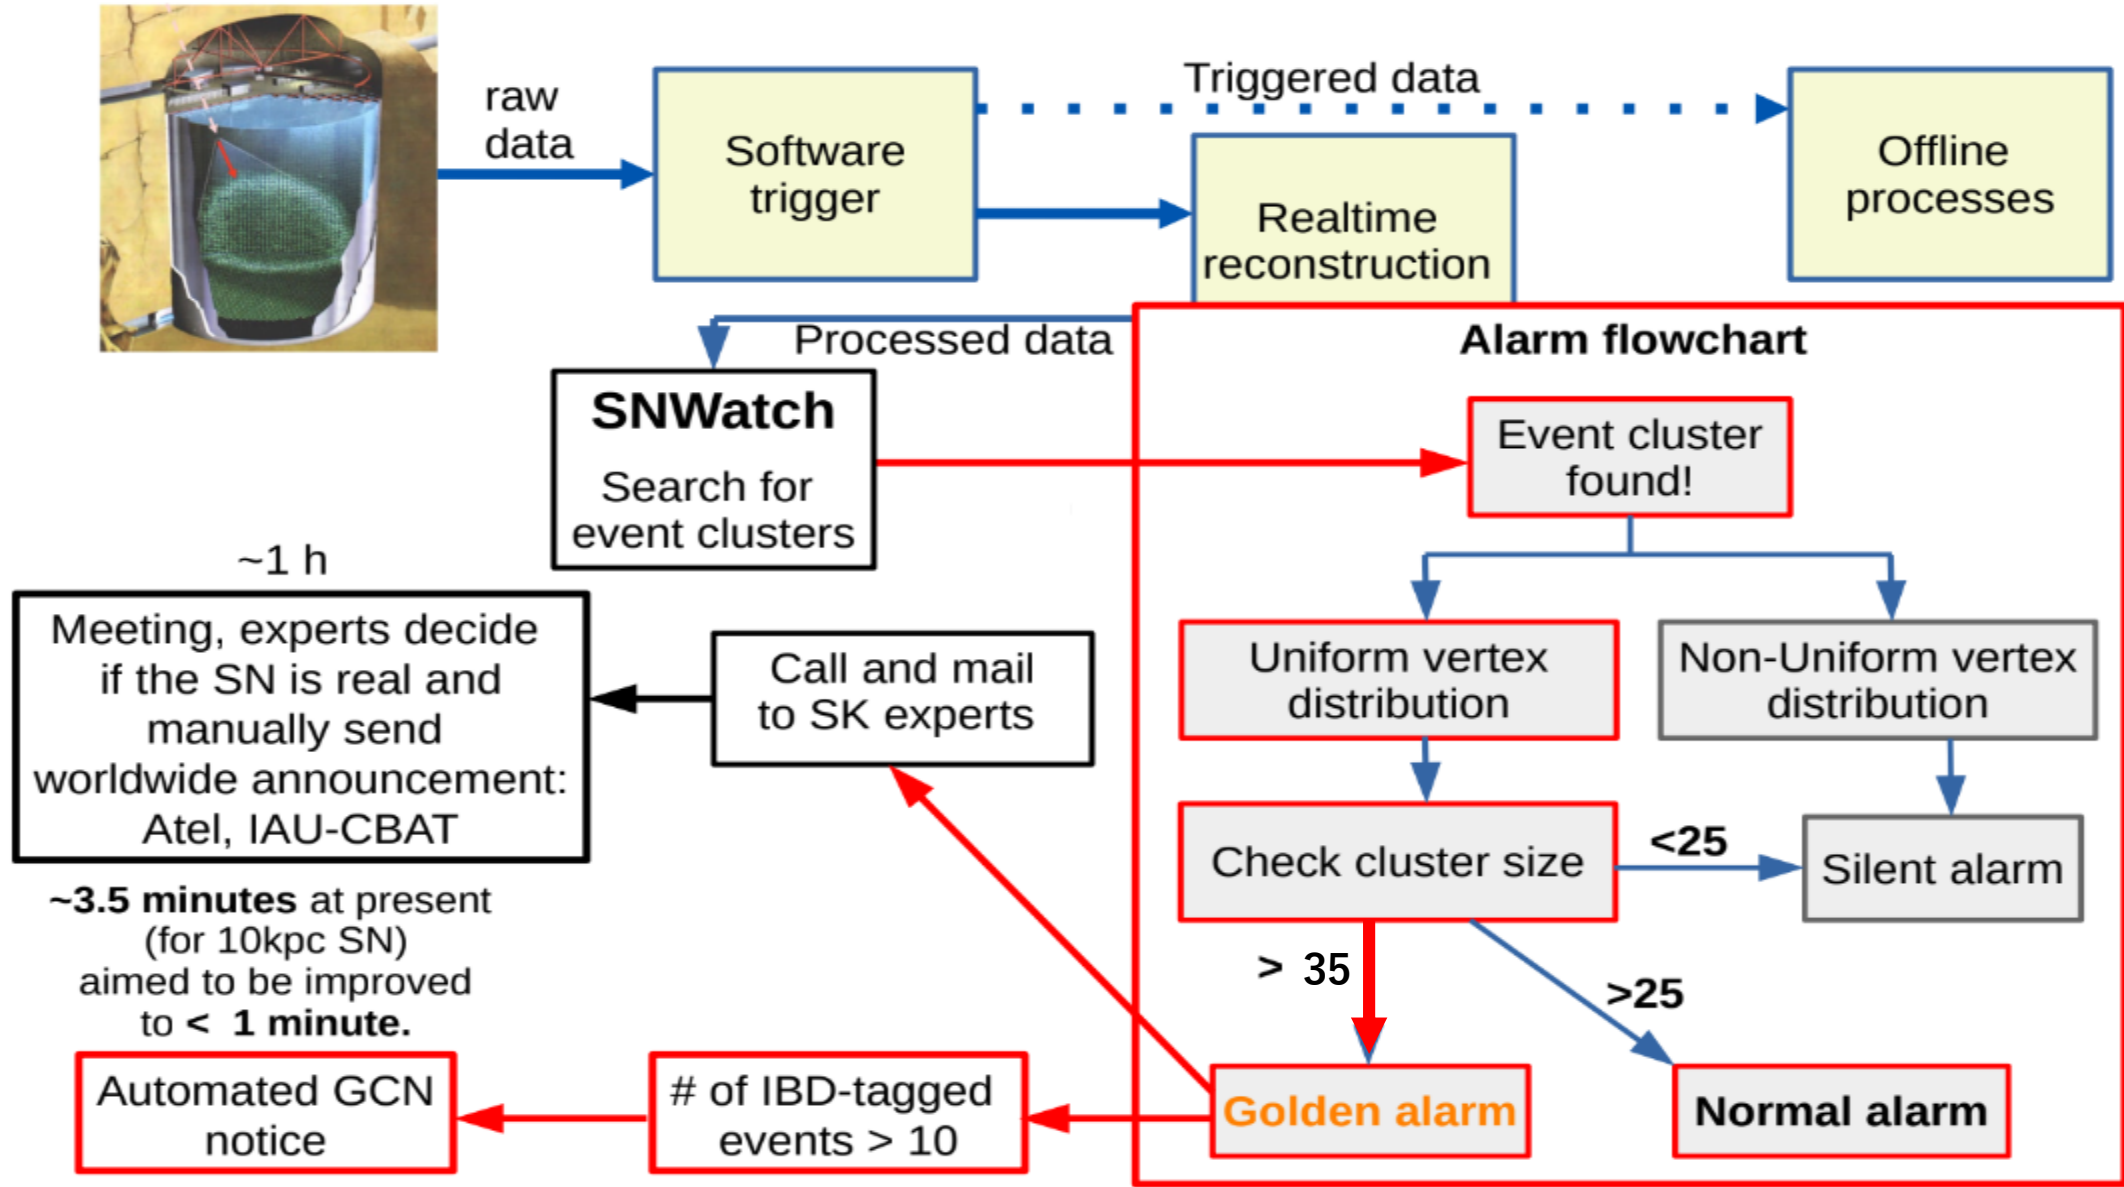 raw
data
Software
trigger
Triggered data
Realtime
reconstruction
Offline
processes
Processed data
SNWatch
Search for
event clusters
Alarm flowchart
Event cluster
found!
Uniform vertex
distribution
Non-Uniform vertex
distribution
Check cluster size
<25
Silent alarm
> 35
>25
Golden alarm
Normal alarm
Call and mail
to SK experts
~1 h
Meeting, experts decide
if the SN is real and
manually send
worldwide announcement:
Atel, IAU-CBAT
~3.5 minutes at present
(for 10kpc SN)
aimed to be improved
to < 1 minute.
# of IBD-tagged
events > 10
Automated GCN
notice